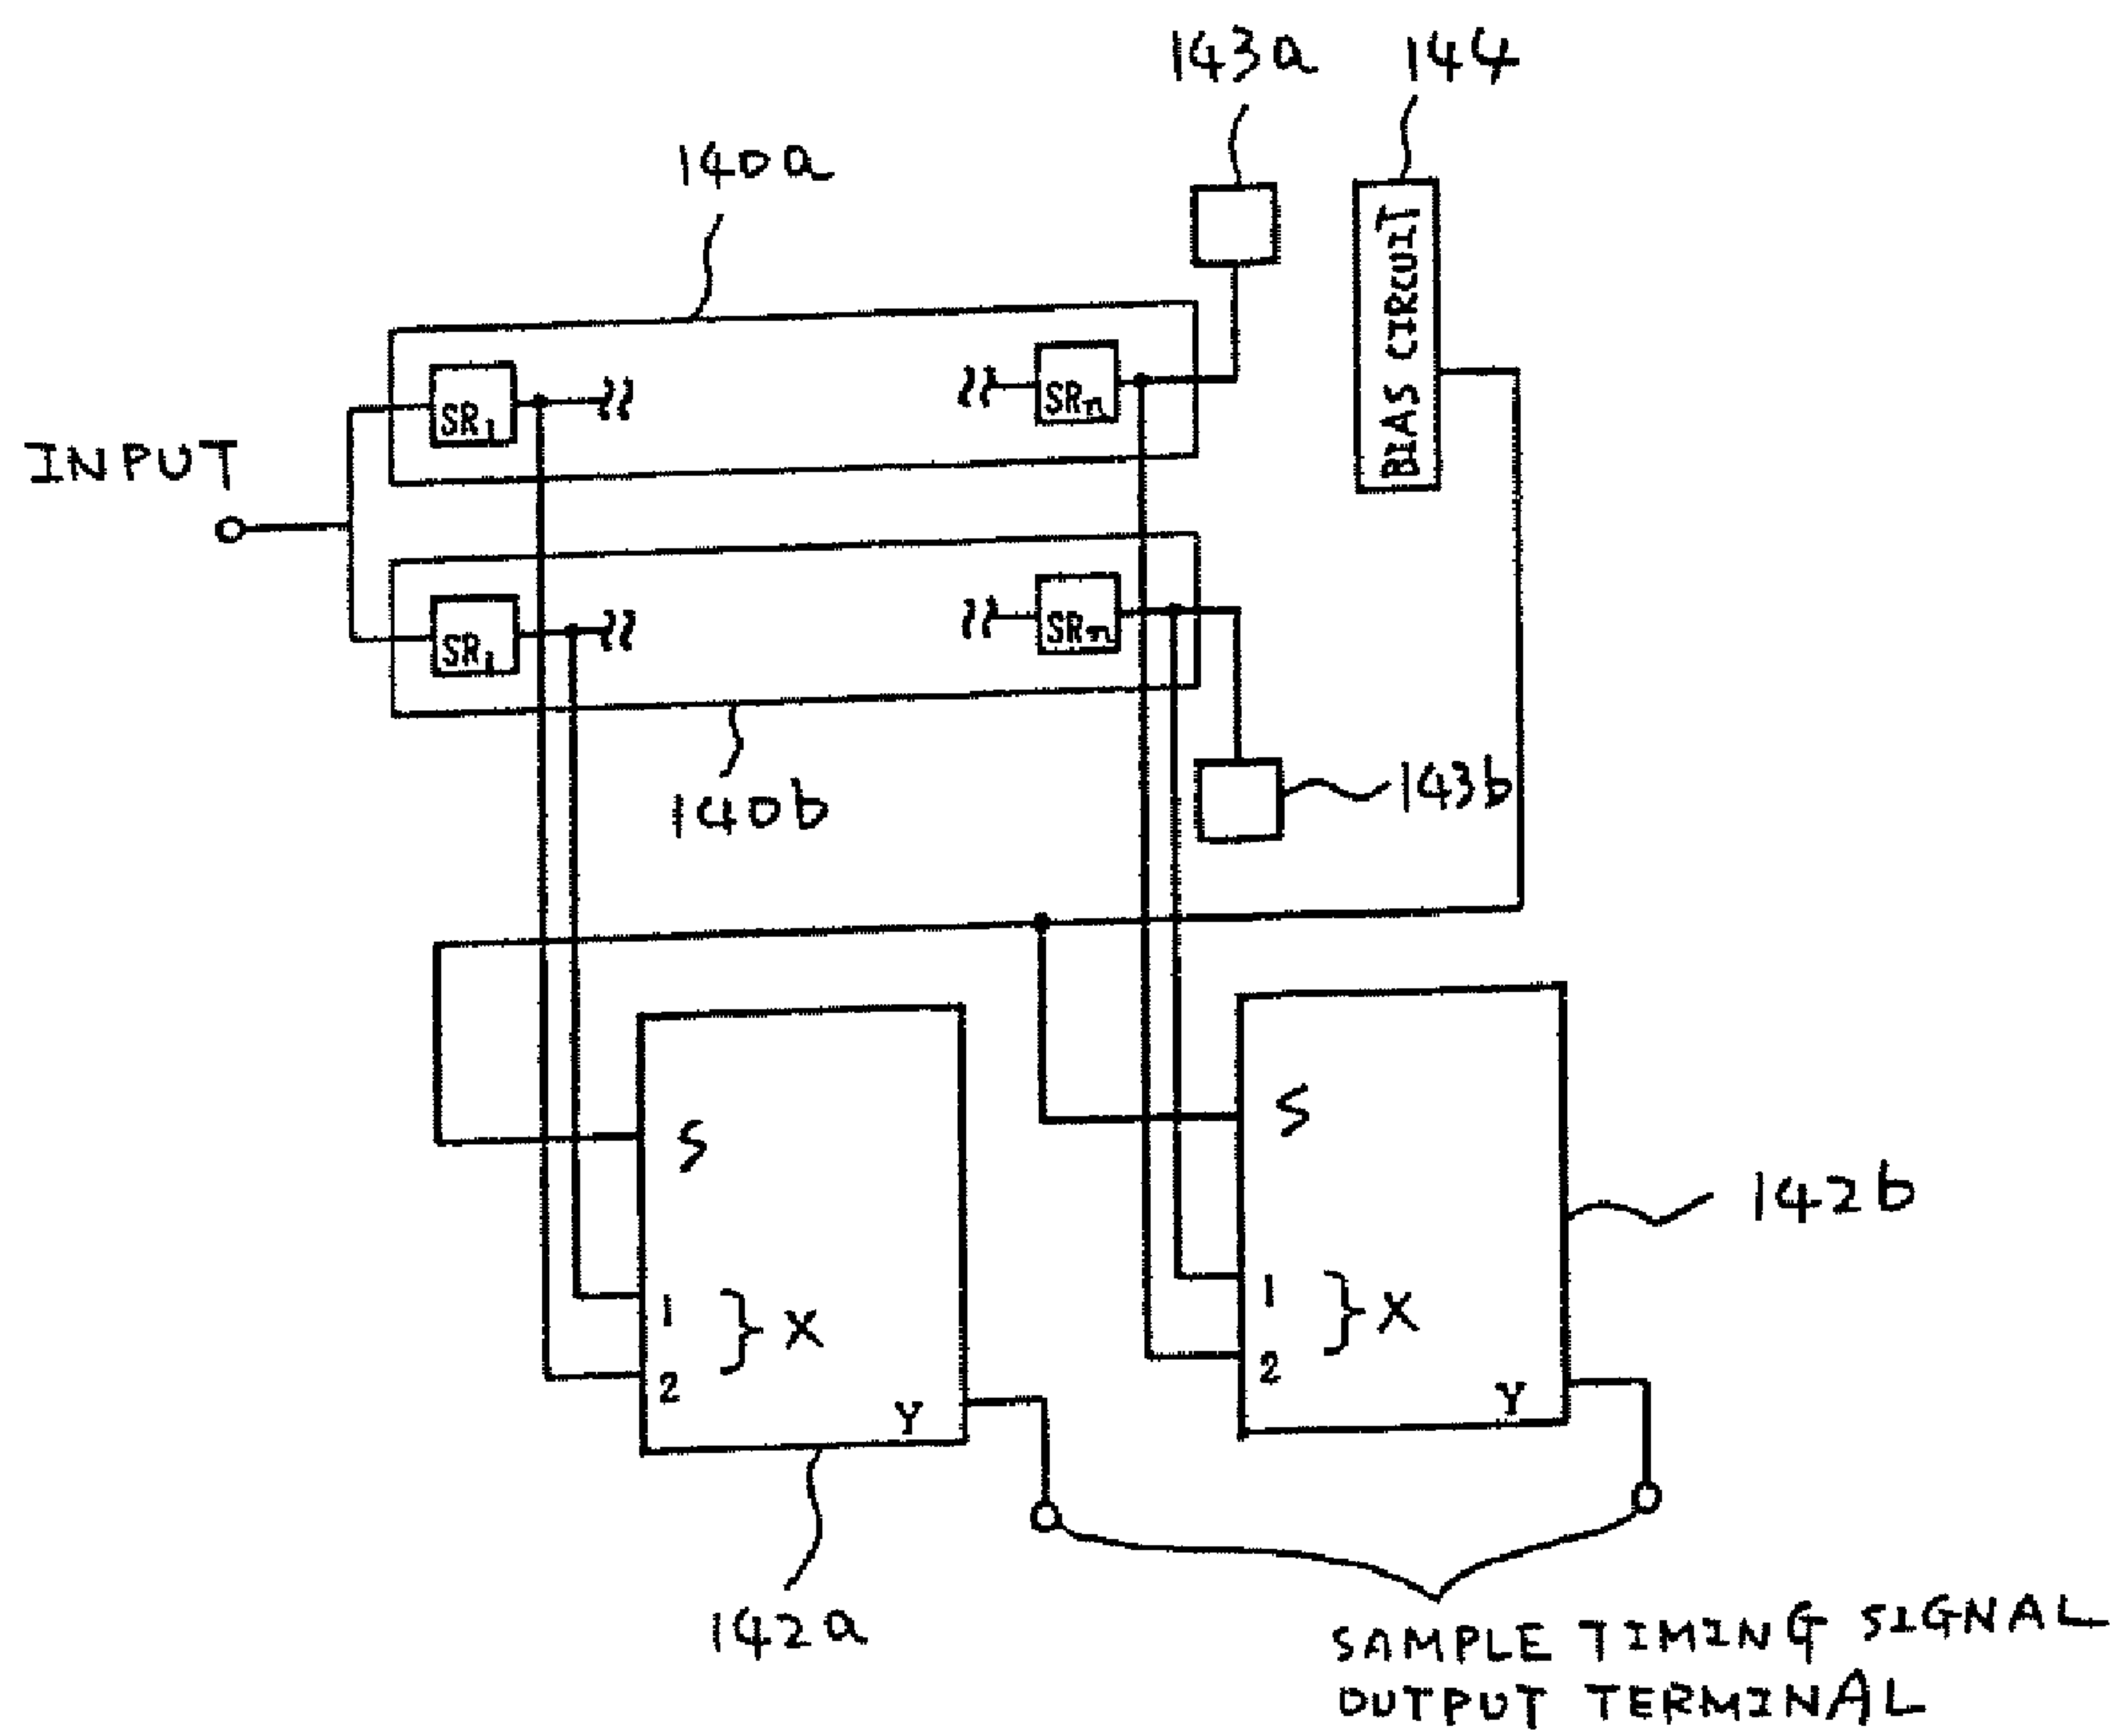 143a
144
140a
BIAS CIRCUIT
SR1
SRn
INPUT
SR1
SRn
143b
140b
S
S
142b
1
X
2
Y
1
X
2
Y
142a
SAMPLE TIMING SIGNAL
OUTPUT TERMINAL